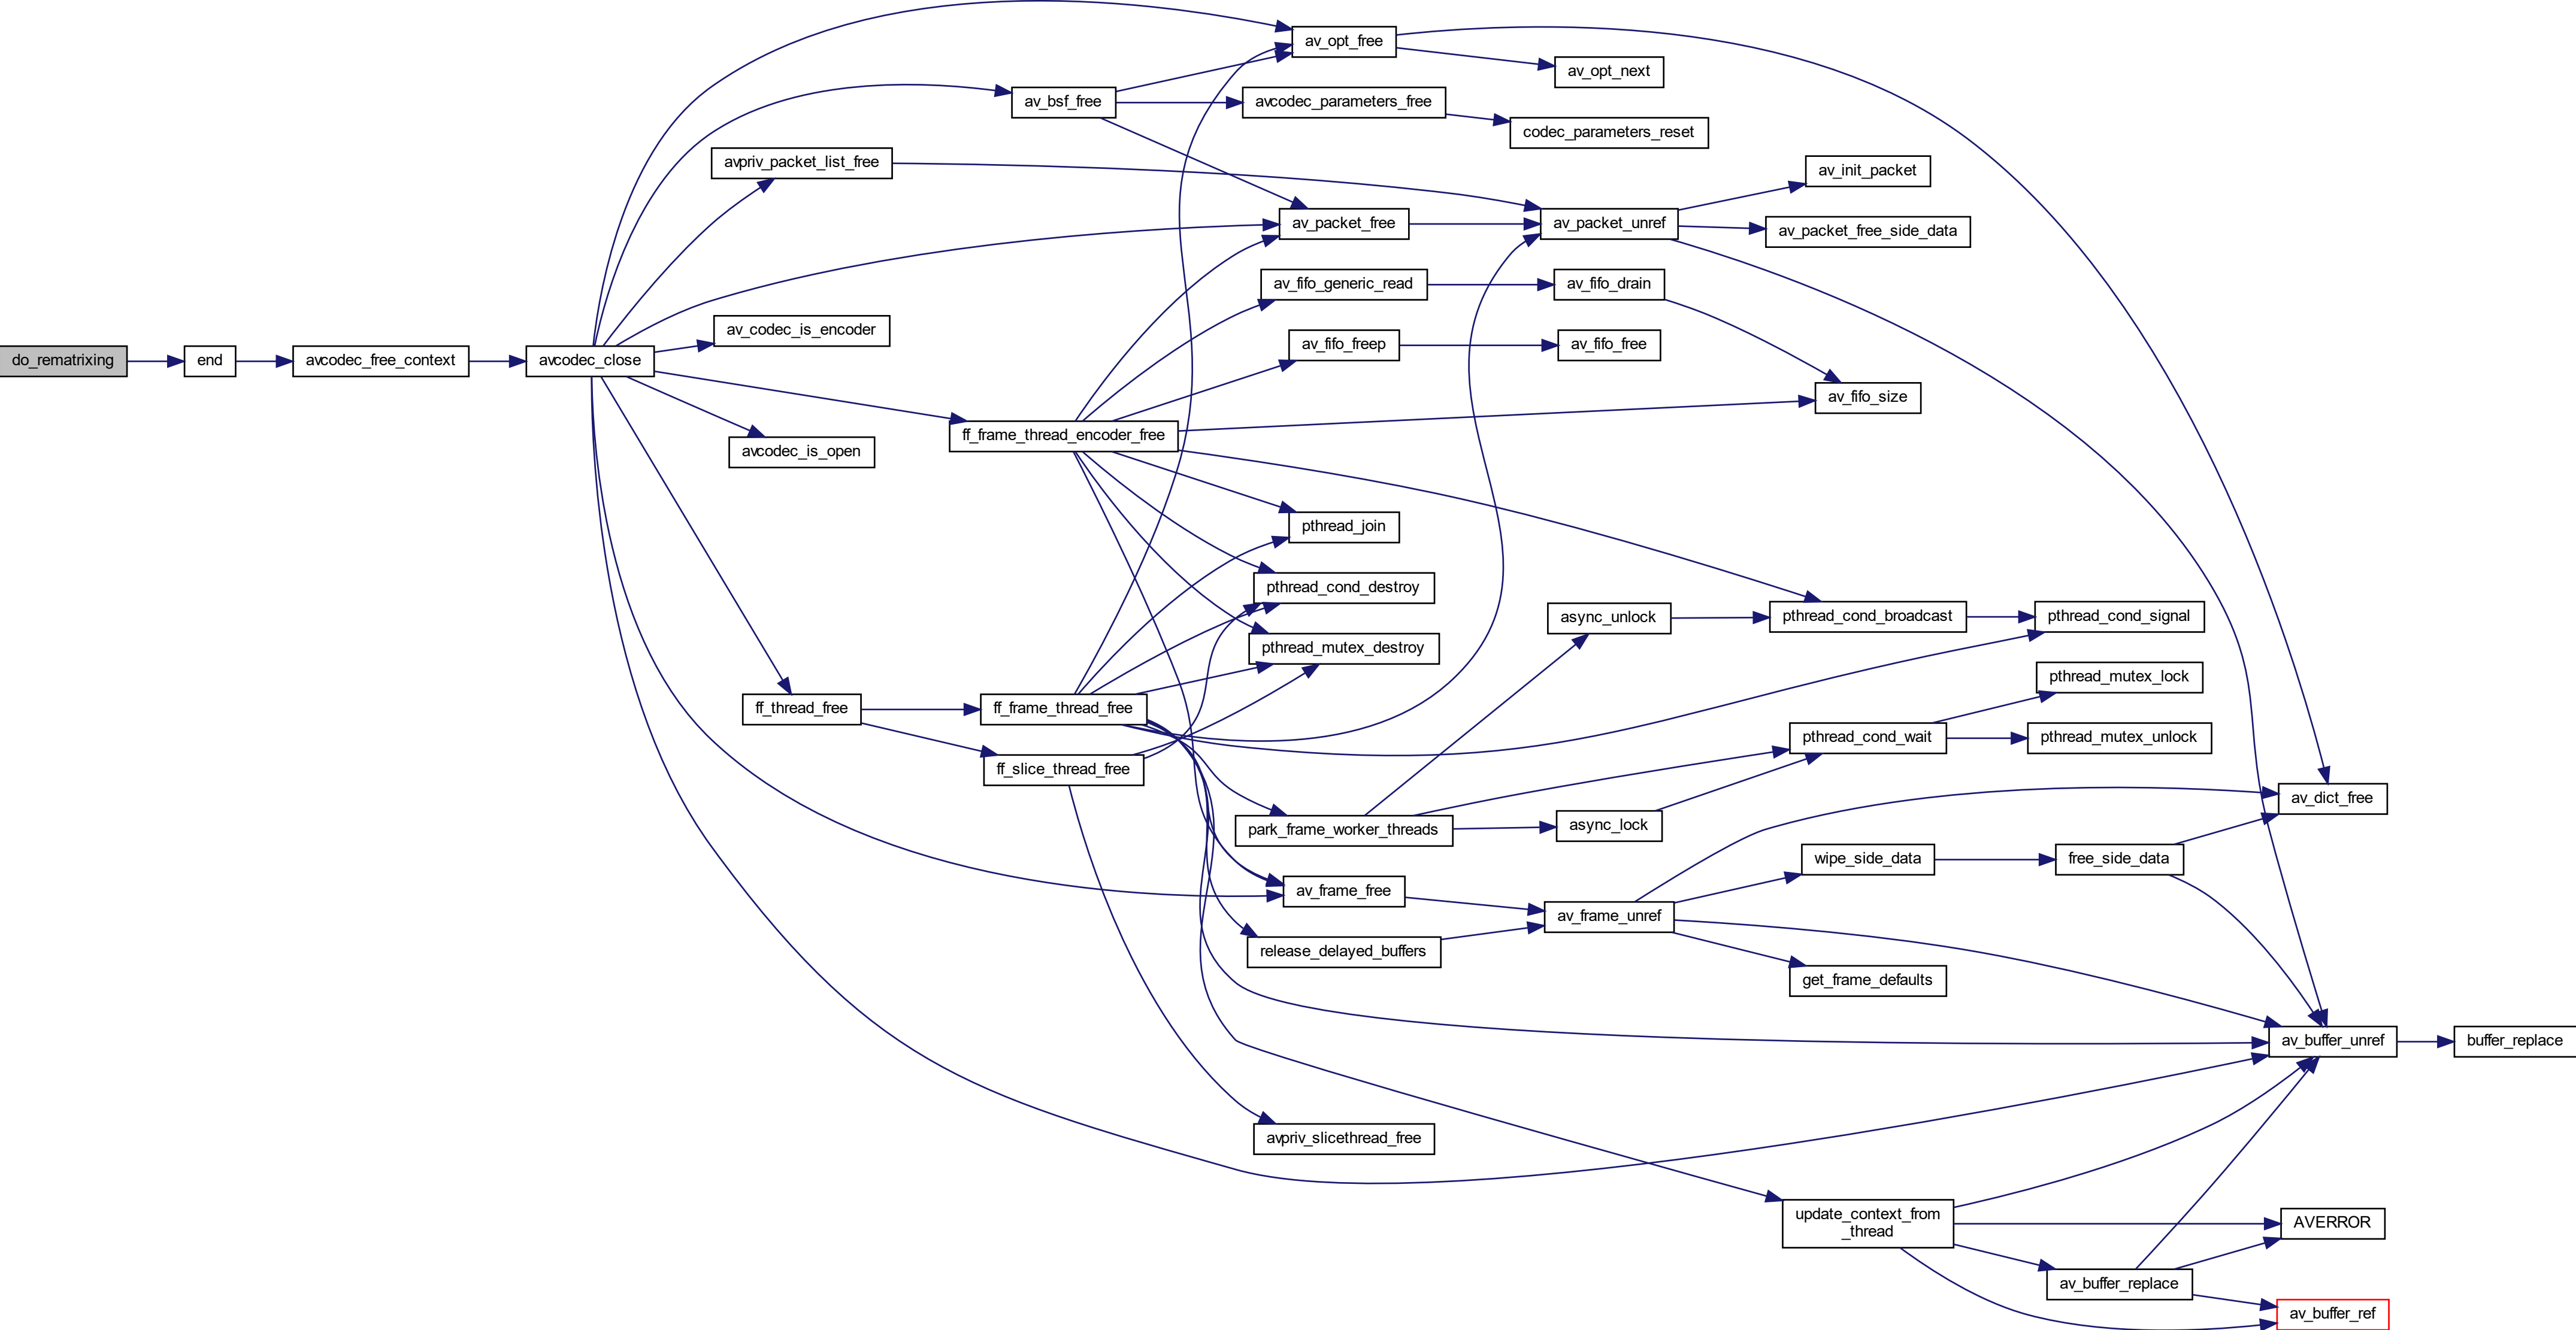 do_rematrixing
end
avcodec_free_context
avcodec_close
av_opt_free
av_opt_next
av_bsf_free
avcodec_parameters_free
codec_parameters_reset
avpriv_packet_list_free
av_init_packet
av_packet_free
av_packet_unref
av_packet_free_side_data
av_fifo_generic_read
av_fifo_drain
av_codec_is_encoder
av_fifo_freep
av_fifo_free
av_fifo_size
ff_frame_thread_encoder_free
avcodec_is_open
pthread_join
pthread_cond_destroy
async_unlock
pthread_cond_broadcast
pthread_cond_signal
pthread_mutex_destroy
pthread_mutex_lock
ff_thread_free
ff_frame_thread_free
pthread_cond_wait
pthread_mutex_unlock
ff_slice_thread_free
av_dict_free
park_frame_worker_threads
async_lock
wipe_side_data
free_side_data
av_frame_free
av_frame_unref
release_delayed_buffers
get_frame_defaults
av_buffer_unref
buffer_replace
avpriv_slicethread_free
update_context_from
_thread
AVERROR
av_buffer_replace
av_buffer_ref